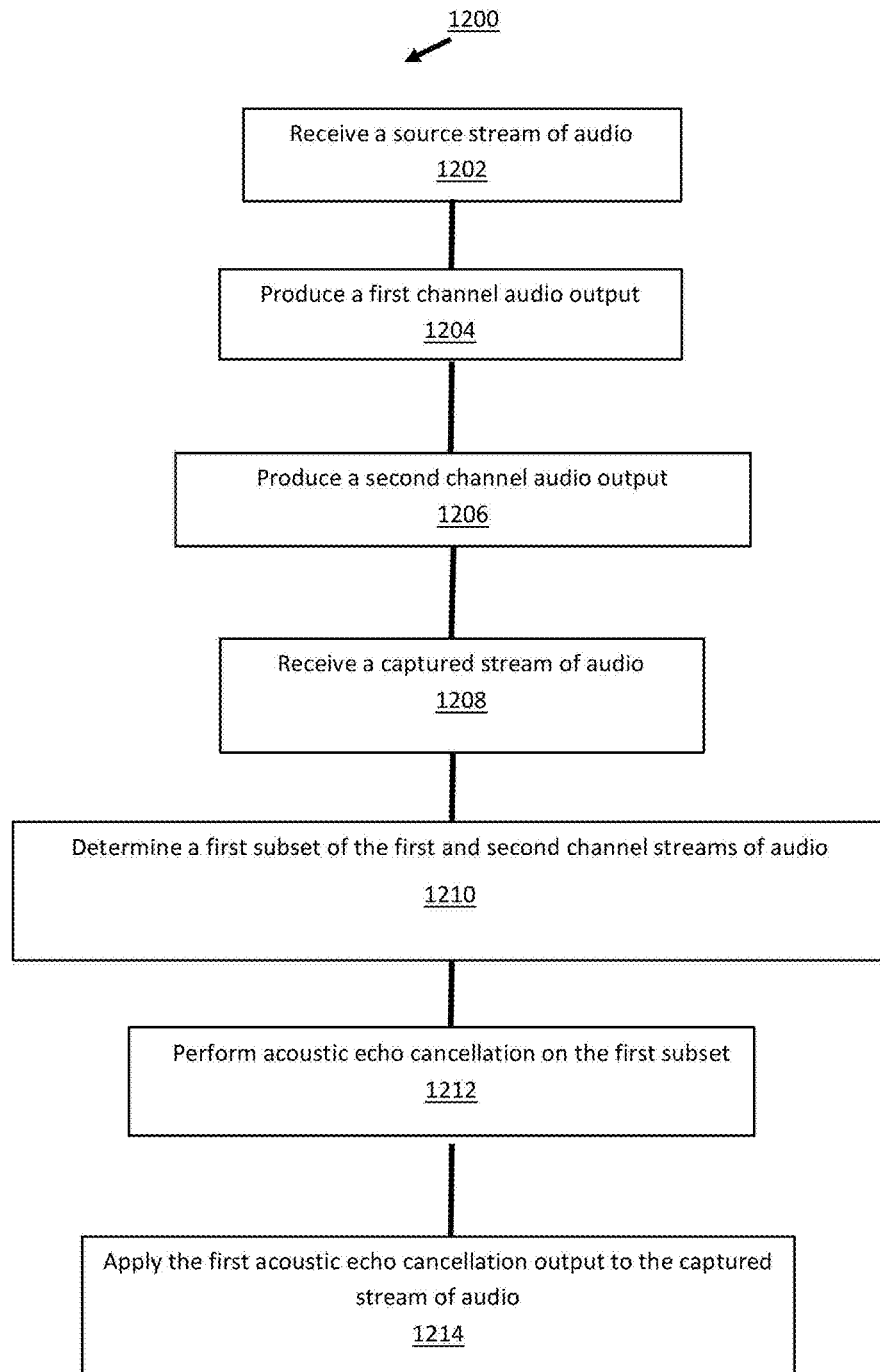 1200
Receive a source stream of audio
1202
Produce a first channel audio output
1204
Produce a second channel audio output
1206
Receive a captured stream of audio
1208
Determine a first subset of the first and second channel streams of audio
1210
Perform acoustic echo cancellation on the first subset
1212
Apply the first acoustic echo cancellation output to the captured
stream of audio
1214